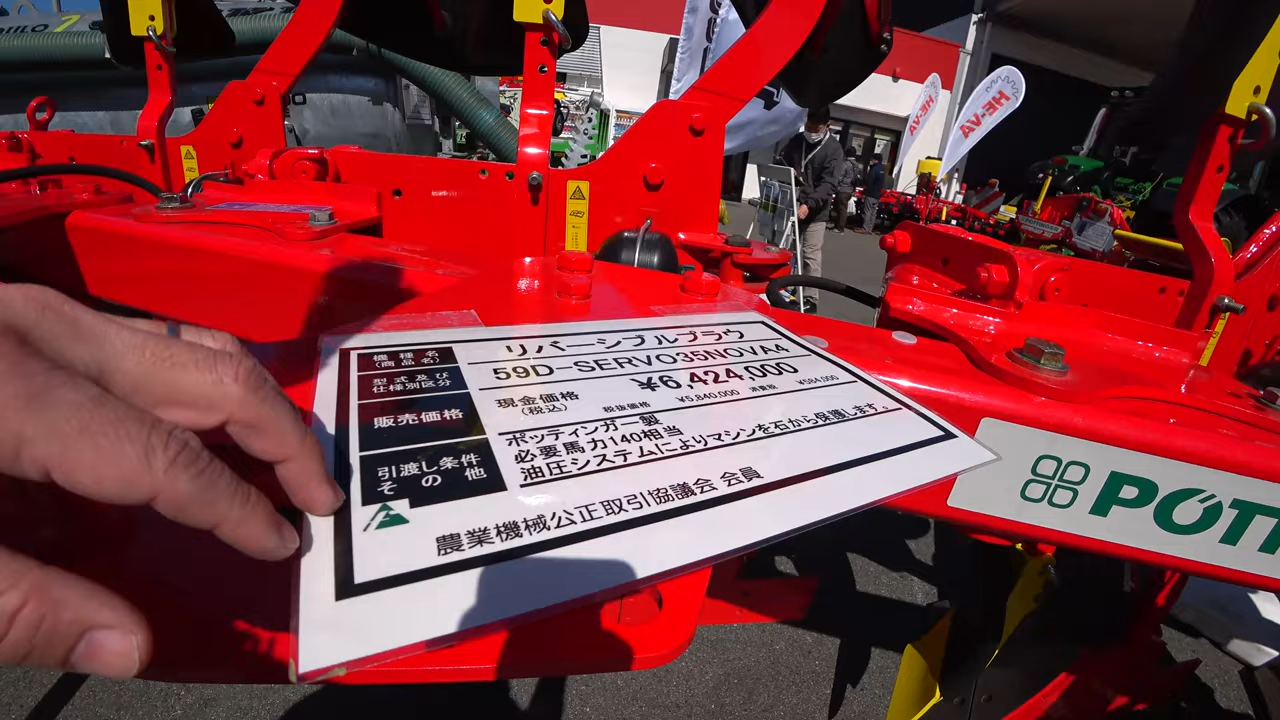 HE-VA
HE-VA
機種名
(商品名)
リバーシブルプラウ
型式及び
仕様別区分
59D-SERVO35NOVA4
販売価格
現金価格
(税込)
¥6,424,000
税抜価格 ¥5,840,000 消費税 ¥584,000
引渡し条件
その他
ポッティンガー製
必要馬力140相当
油圧システムによりマシンを石から保護します。
農業機械公正取引協議会 会員
PÖTT